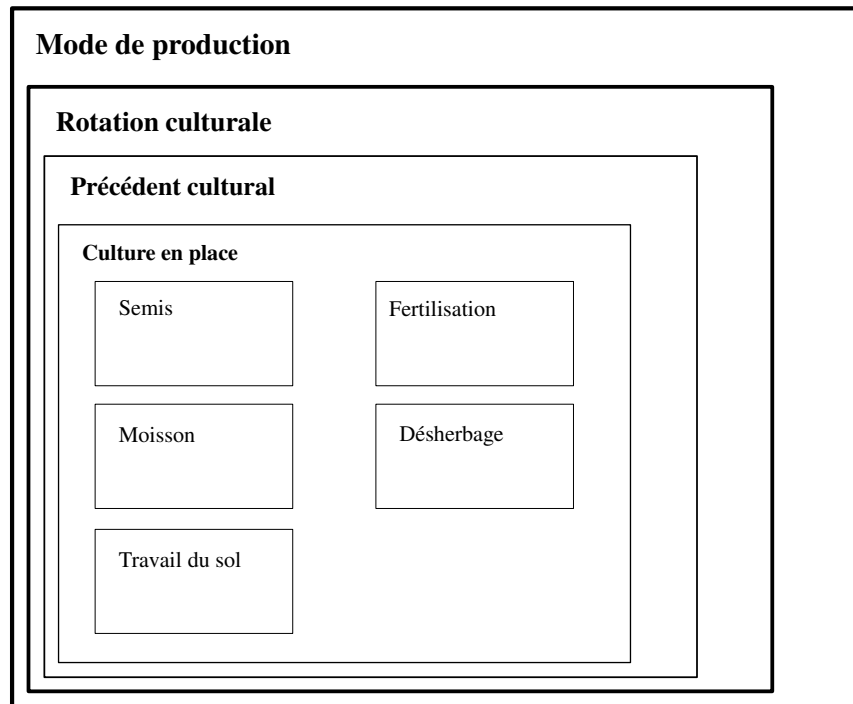 Mode de production
Rotation culturale
Précédent cultural
Culture en place
Semis
Fertilisation
Moisson
Désherbage
Travail du sol